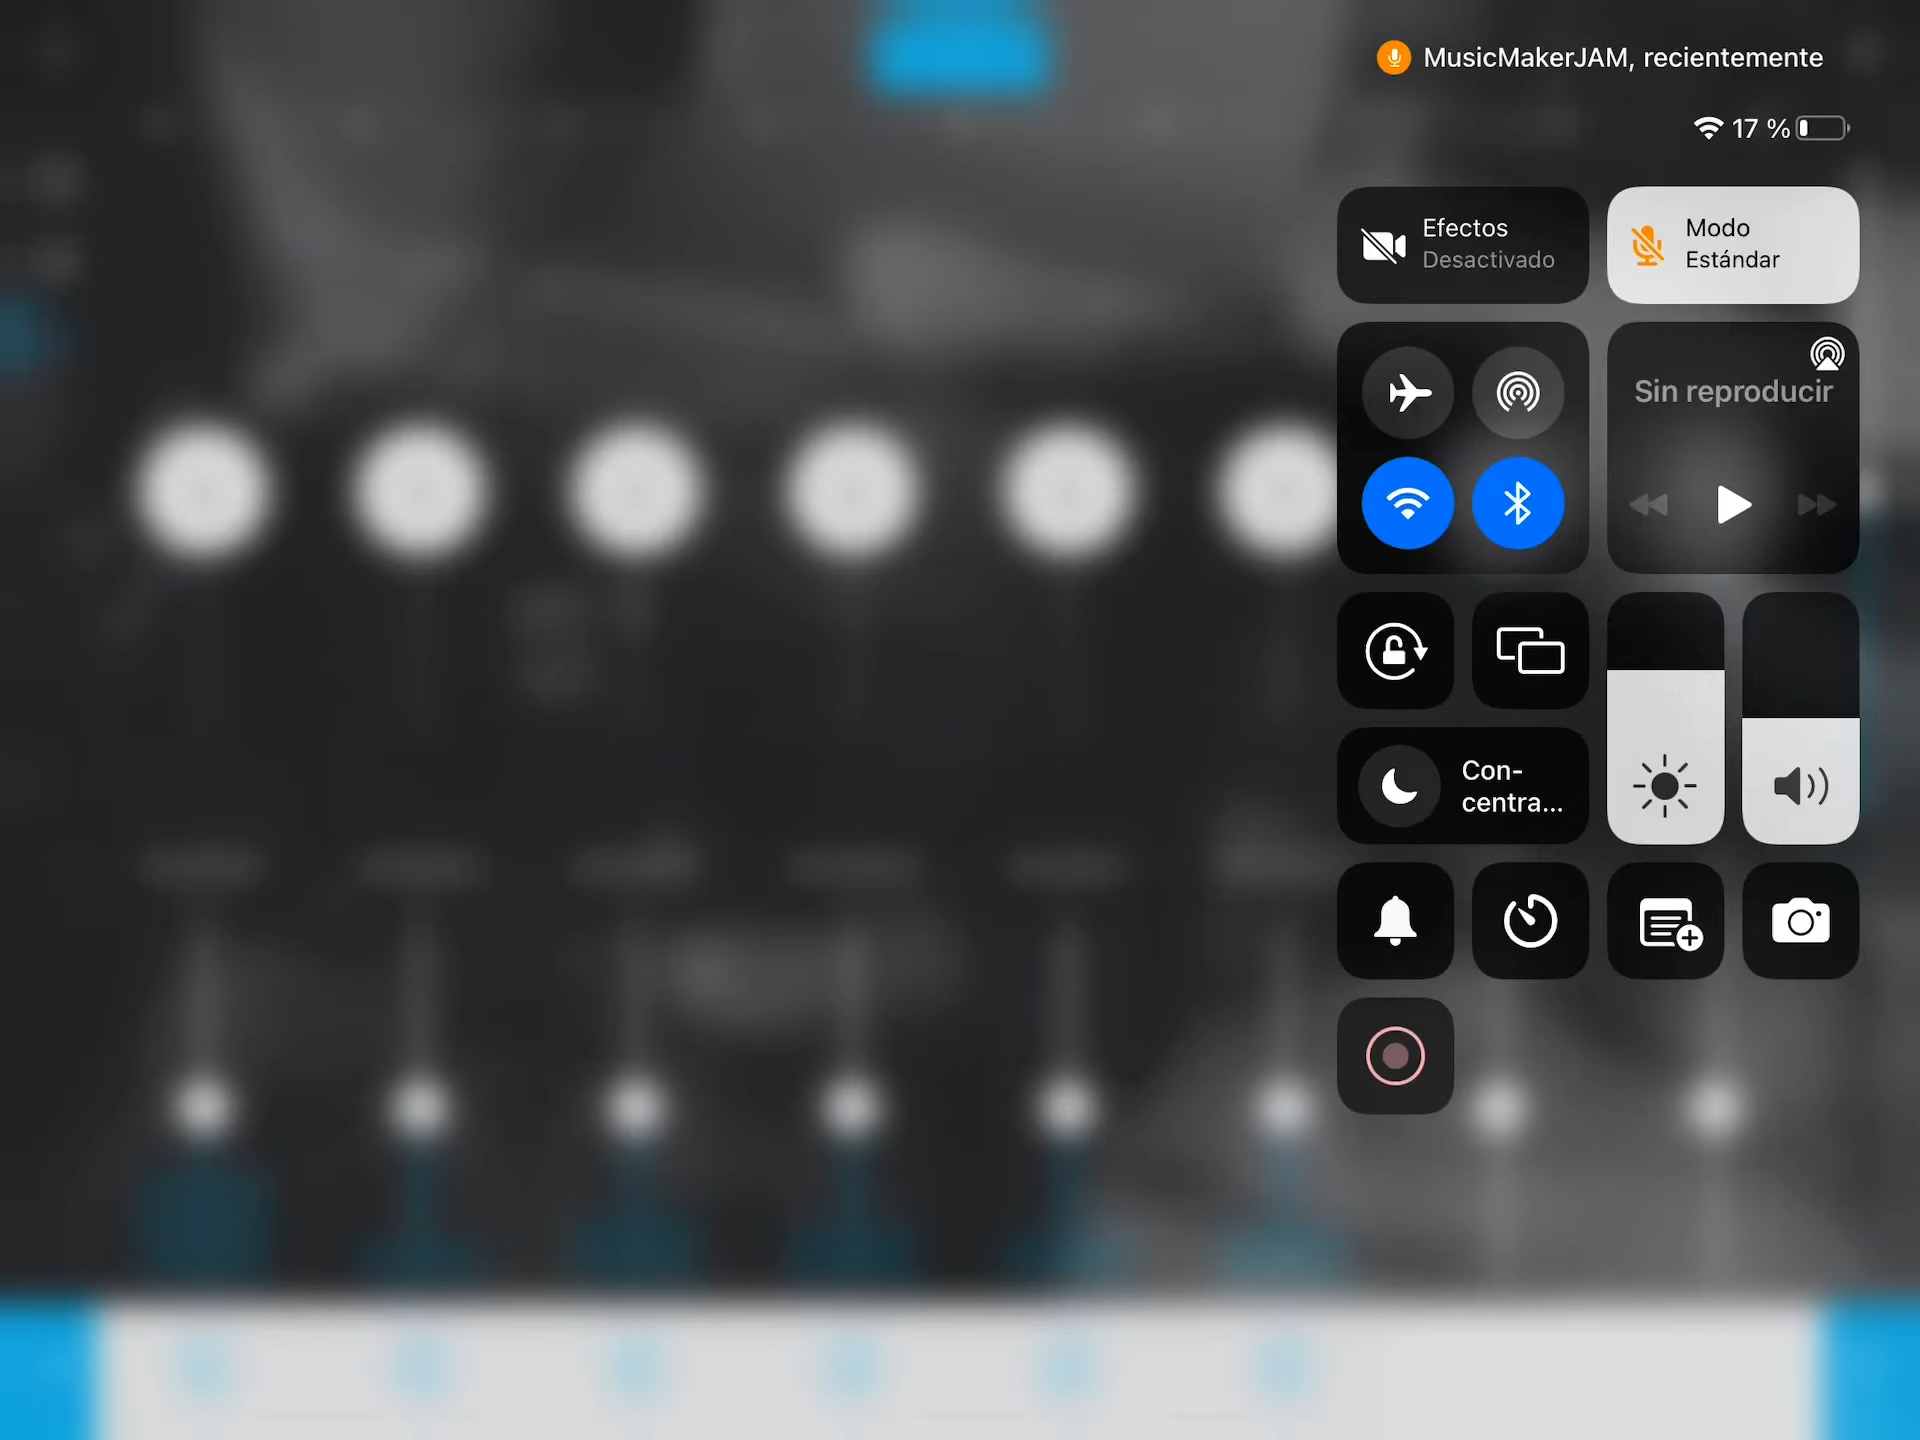 MusicMakerJAM, recientemente
17 %
Efectos
Desactivado
Modo
Estándar
Sin reproducir
Con-
centra...